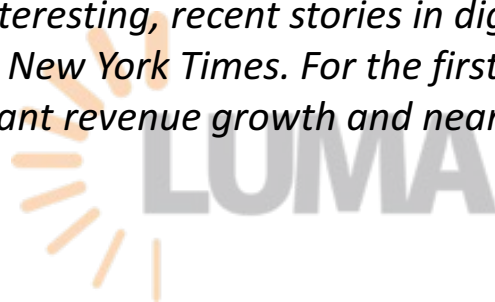 teresting, recent stories in dig
New York Times. For the first
ant revenue growth and near
LUMA